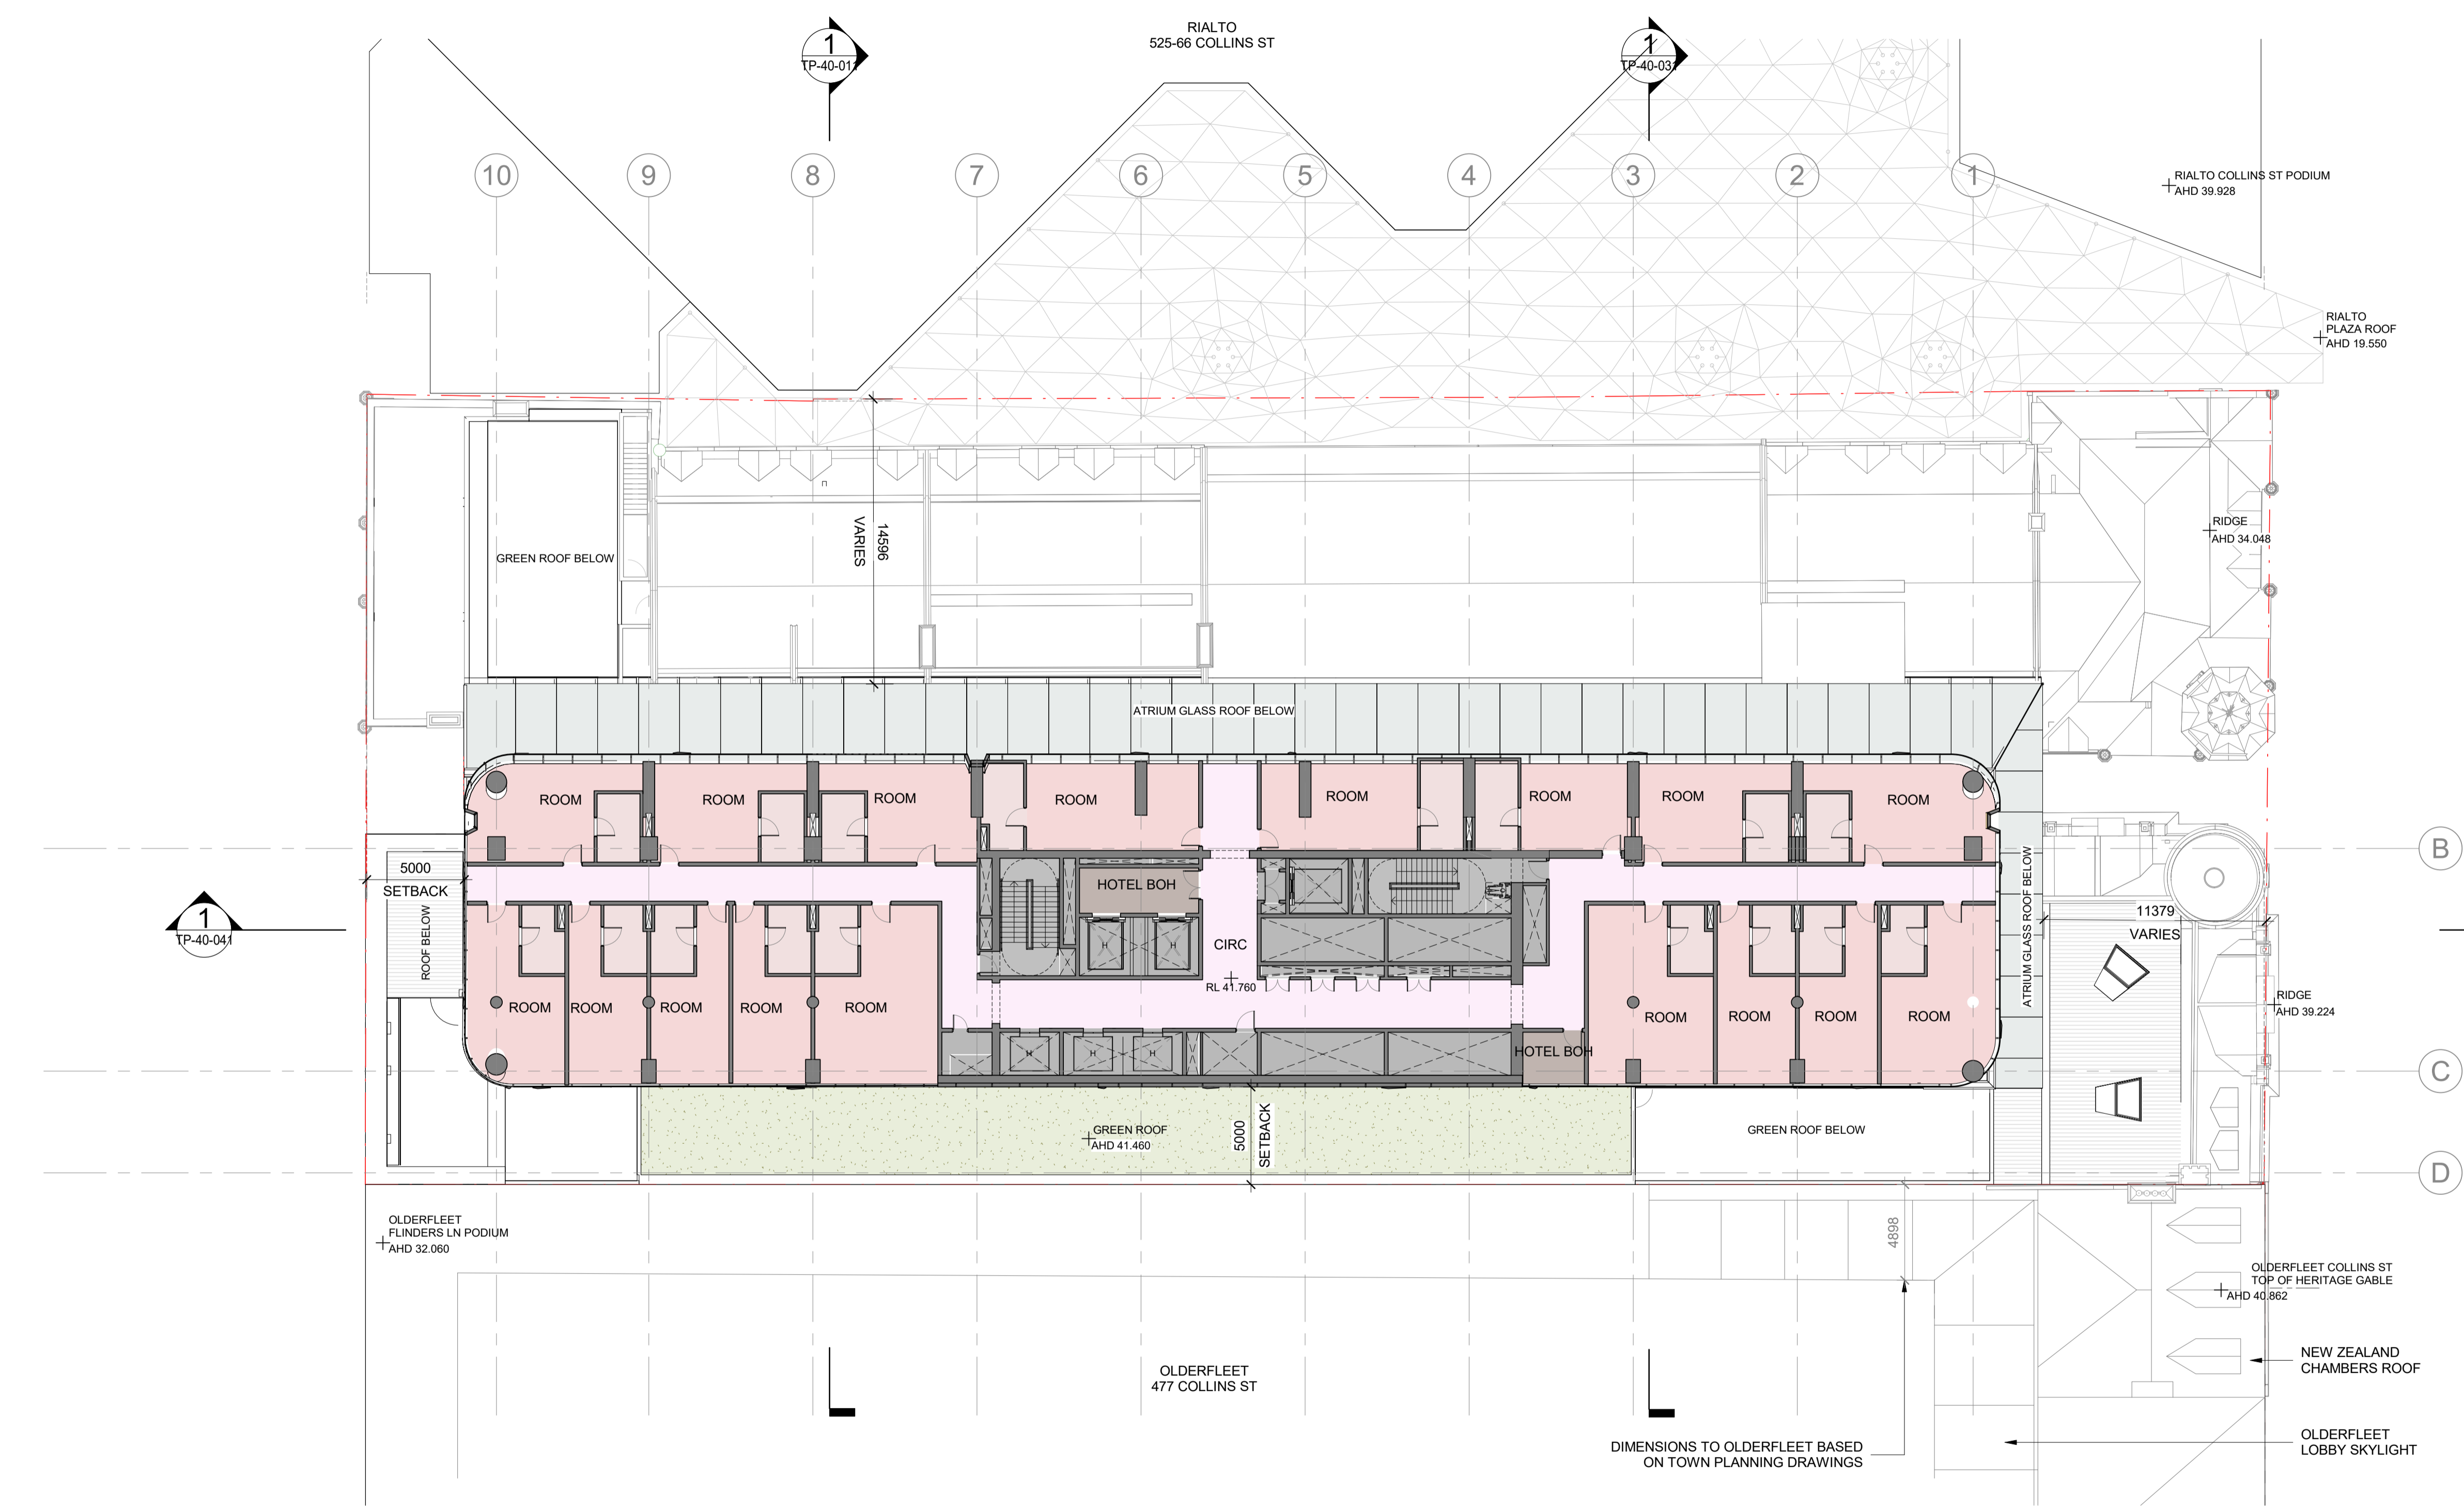 RIALTO
525-66 COLLINS ST
1
TP-40-011
1
TP-40-031
10
9
8
7
6
5
4
3
2
1
RIALTO COLLINS ST PODIUM
AHD 39.928
RIALTO
PLAZA ROOF
AHD 19.550
RIDGE
AHD 34.048
GREEN ROOF BELOW
14596
VARIES
ATRIUM GLASS ROOF BELOW
ROOM
ROOM
ROOM
ROOM
ROOM
ROOM
ROOM
ROOM
B
5000
SETBACK
ROOF BELOW
1
TP-40-041
HOTEL BOH
H
H
CIRC
RL 41.760
ATRIUM GLASS ROOF BELOW
11379
VARIES
RIDGE
AHD 39.224
ROOM
ROOM
ROOM
ROOM
ROOM
ROOM
ROOM
ROOM
ROOM
H
H
H
HOTEL BOH
C
GREEN ROOF
AHD 41.460
5000
SETBACK
GREEN ROOF BELOW
D
OLDERFLEET
FLINDERS LN PODIUM
AHD 32.060
4898
OLDERFLEET COLLINS ST
TOP OF HERITAGE GABLE
AHD 40.862
OLDERFLEET
477 COLLINS ST
NEW ZEALAND
CHAMBERS ROOF
DIMENSIONS TO OLDERFLEET BASED
ON TOWN PLANNING DRAWINGS
OLDERFLEET
LOBBY SKYLIGHT